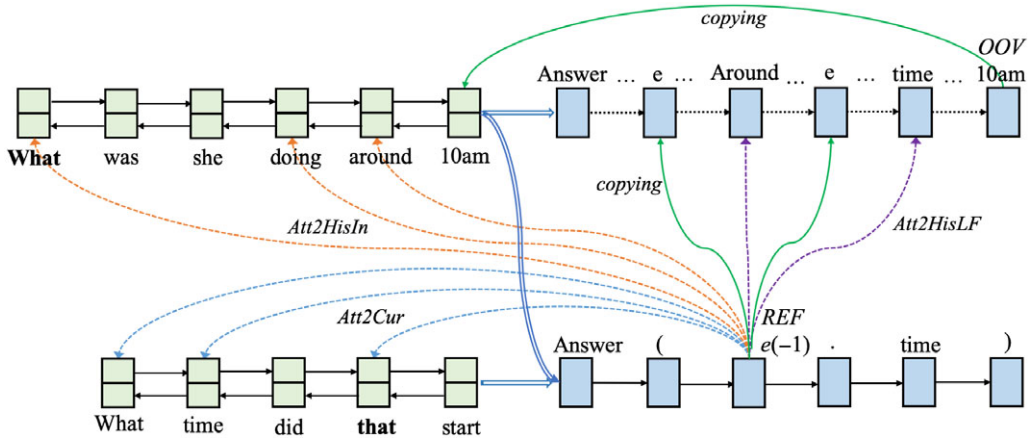 copying
OOV
Answer ... e ... Around ... e ... time ... 10am
What was she doing around 10am
copying
Att2HisIn
Att2HisLF
Att2Cur
REF
Answer ( e(-1) . time )
What time did that start